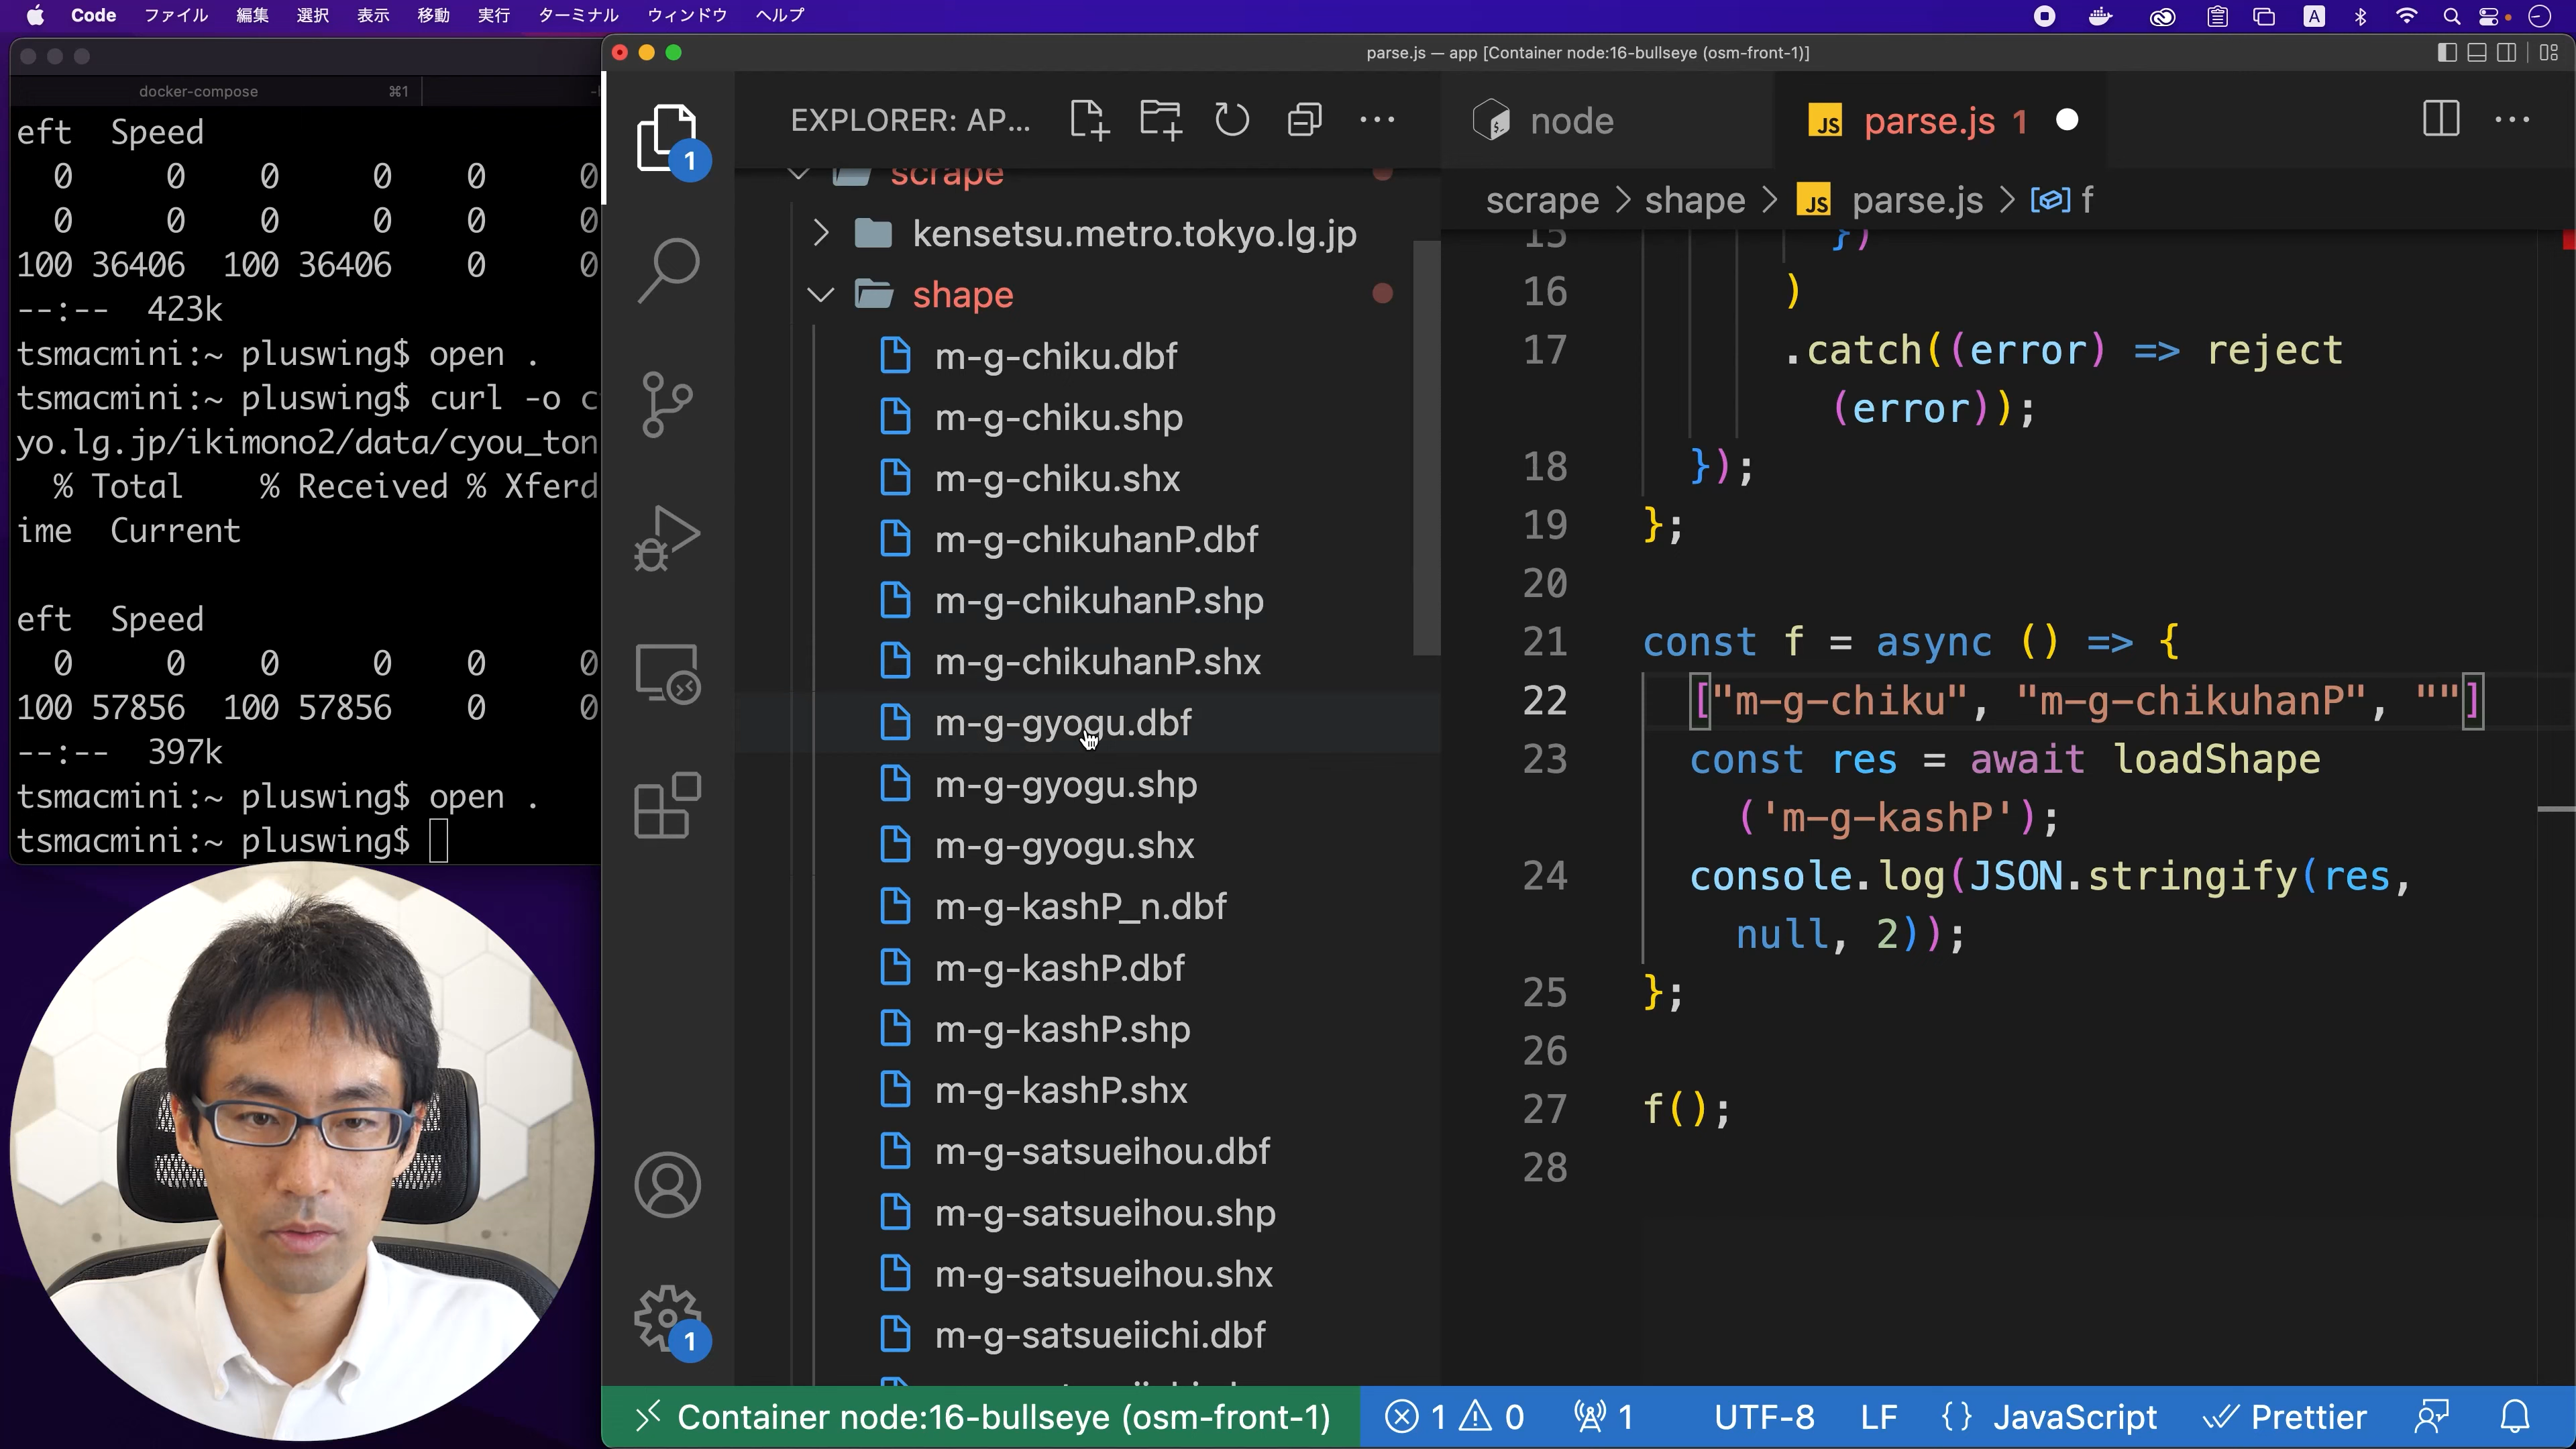 Code ファイル 編集 選択 表示 移動 実行 ターミナル ウィンドウ ヘルプ A
docker-compose ⌘1
eft Speed
0 0 0 0 0 0
0 0 0 0 0 0
100 36406 100 36406 0 0
--:-- 423k
tsmacmini:~ pluswing$ open .
tsmacmini:~ pluswing$ curl -o c
yo.lg.jp/ikimono2/data/cyou_ton
% Total % Received % Xferd
ime Current
eft Speed
0 0 0 0 0 0
100 57856 100 57856 0 0
--:-- 397k
tsmacmini:~ pluswing$ open .
tsmacmini:~ pluswing$
parse.js — app [Container node:16-bullseye (osm-front-1)]
1
1
EXPLORER: AP...
scrape
kensetsu.metro.tokyo.lg.jp
shape
m-g-chiku.dbf
m-g-chiku.shp
m-g-chiku.shx
m-g-chikuhanP.dbf
m-g-chikuhanP.shp
m-g-chikuhanP.shx
m-g-gyogu.dbf
m-g-gyogu.shp
m-g-gyogu.shx
m-g-kashP_n.dbf
m-g-kashP.dbf
m-g-kashP.shp
m-g-kashP.shx
m-g-satsueihou.dbf
m-g-satsueihou.shp
m-g-satsueihou.shx
m-g-satsueiichi.dbf
node JS parse.js 1
scrape > shape > JS parse.js > f
15 })
16 )
17 .catch((error) => reject
(error));
18 });
19 };
20
21 const f = async () => {
22 ["m-g-chiku", "m-g-chikuhanP", ""]
23 const res = await loadShape
('m-g-kashP');
24 console.log(JSON.stringify(res,
null, 2));
25 };
26
27 f();
28
Container node:16-bullseye (osm-front-1) 1 0 1 UTF-8 LF {} JavaScript Prettier